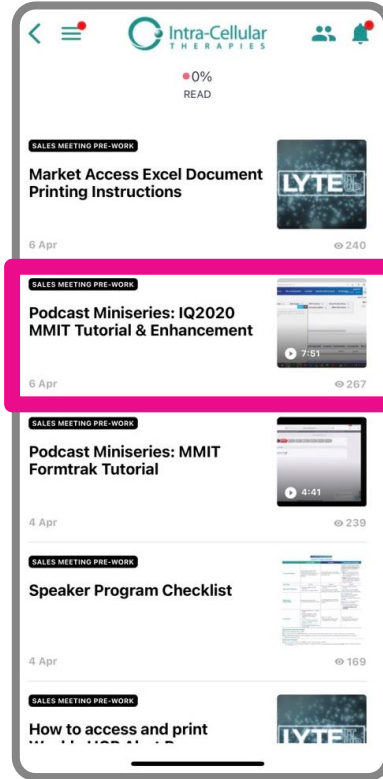 Intra-Cellular
THERAPIES
0%
READ
SALES MEETING PRE-WORK
Market Access Excel Document
Printing Instructions
LYTE
6 Apr
240
SALES MEETING PRE-WORK
Podcast Miniseries: IQ2020
MMIT Tutorial & Enhancement
7:51
6 Apr
267
SALES MEETING PRE-WORK
Podcast Miniseries: MMIT
Formtrak Tutorial
4:41
4 Apr
239
SALES MEETING PRE-WORK
Speaker Program Checklist
4 Apr
169
SALES MEETING PRE-WORK
How to access and print
LYTE